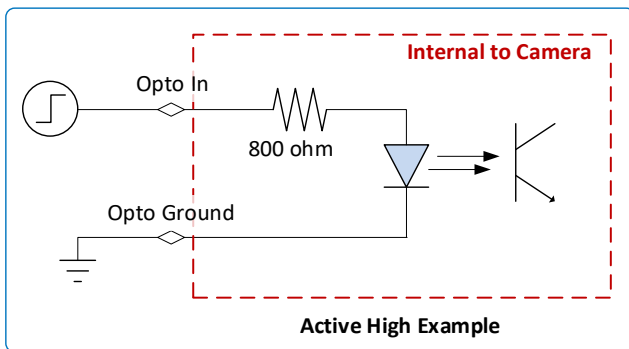 Internal to Camera
Opto In
800 ohm
Opto Ground
Active High Example